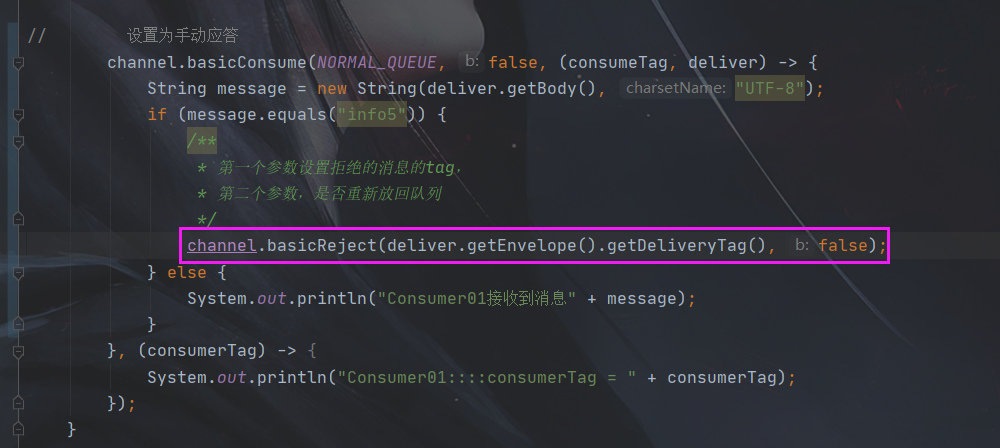 //        设置为手动应答
channel.basicConsume(NORMAL_QUEUE, b: false, (consumeTag, deliver) -> {
    String message = new String(deliver.getBody(), charsetName: "UTF-8");
    if (message.equals("info5")) {
        /**
         * 第一个参数设置拒绝的消息的tag,
         * 第二个参数，是否重新放回队列
         */
        channel.basicReject(deliver.getEnvelope().getDeliveryTag(), b: false);
    } else {
        System.out.println("Consumer01接收到消息" + message);
    }
}, (consumerTag) -> {
    System.out.println("Consumer01::::consumerTag = " + consumerTag);
});
}